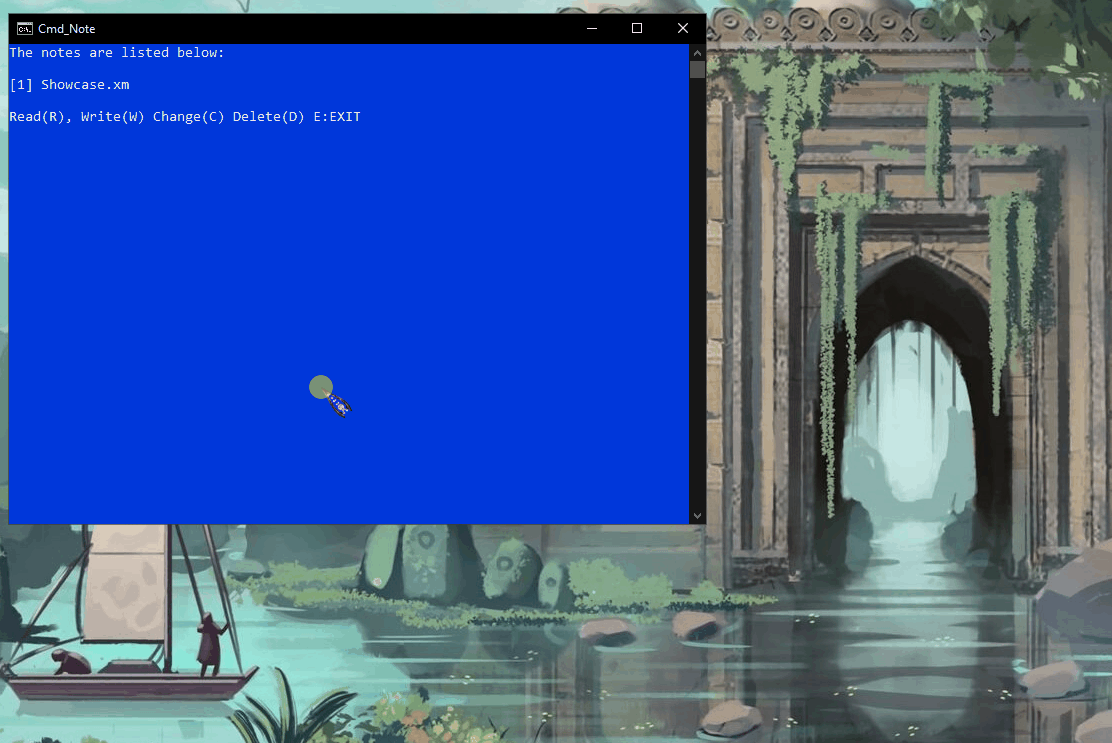 Cmd_Note
The notes are listed below:
[1] Showcase.xm
Read(R), Write(W) Change(C) Delete(D) E:EXIT